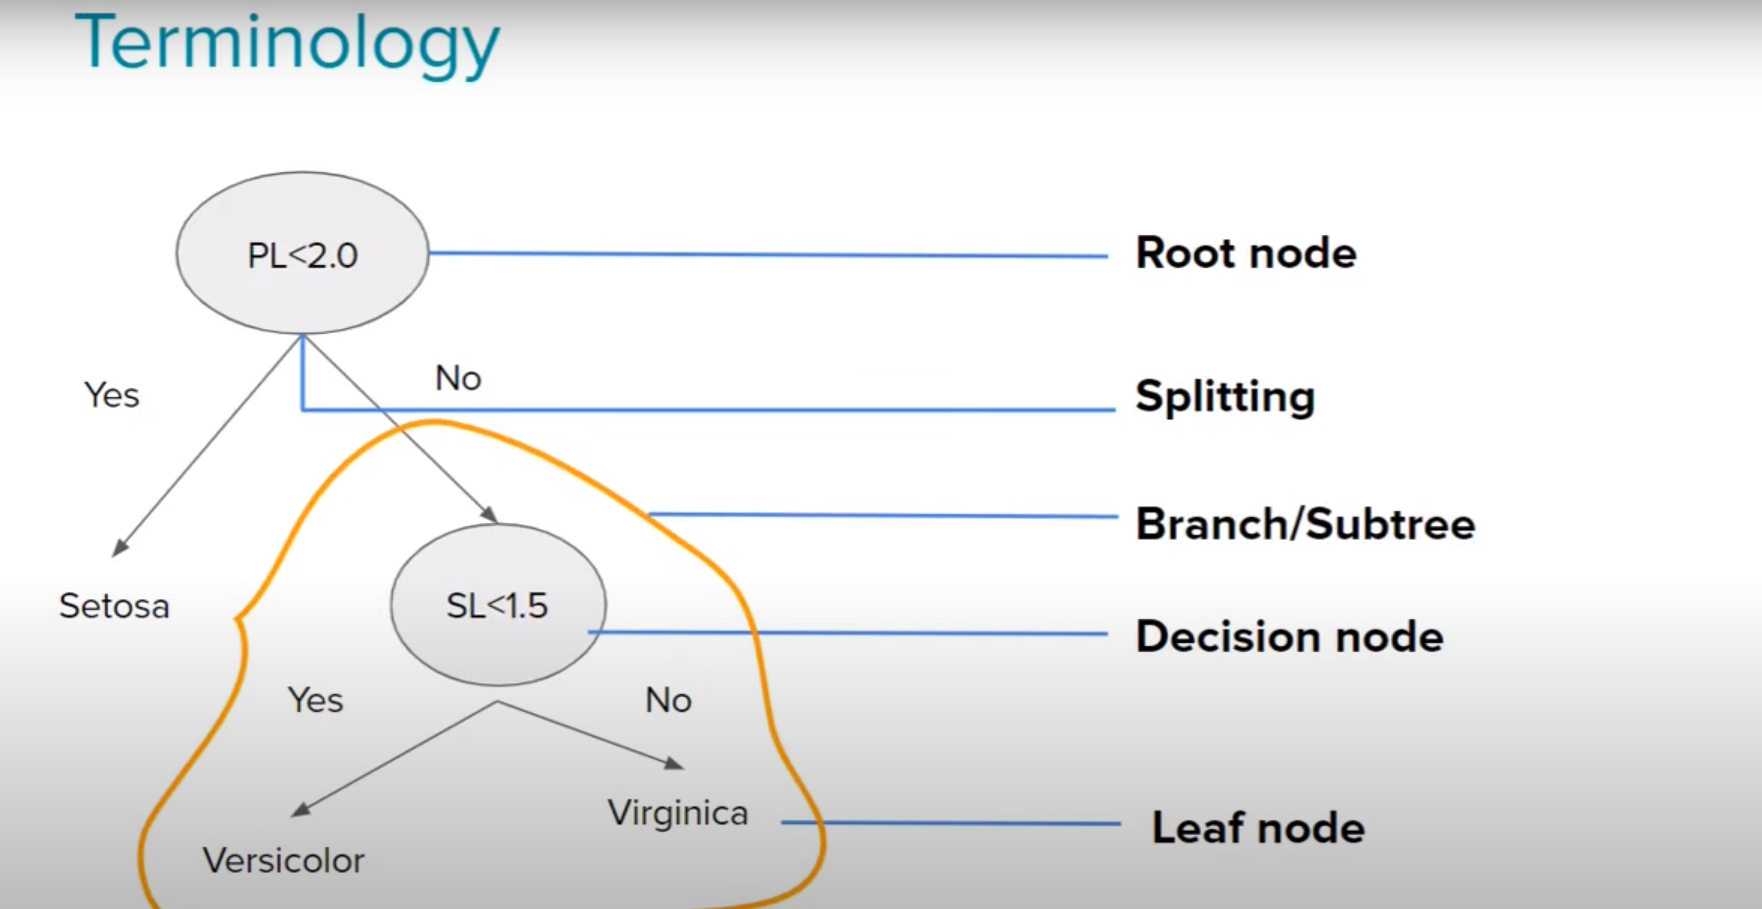 Terminology
PL<2.0
Root node
Yes
No
Splitting
Branch/Subtree
Setosa
SL<1.5
Decision node
Yes
No
Virginica
Leaf node
Versicolor